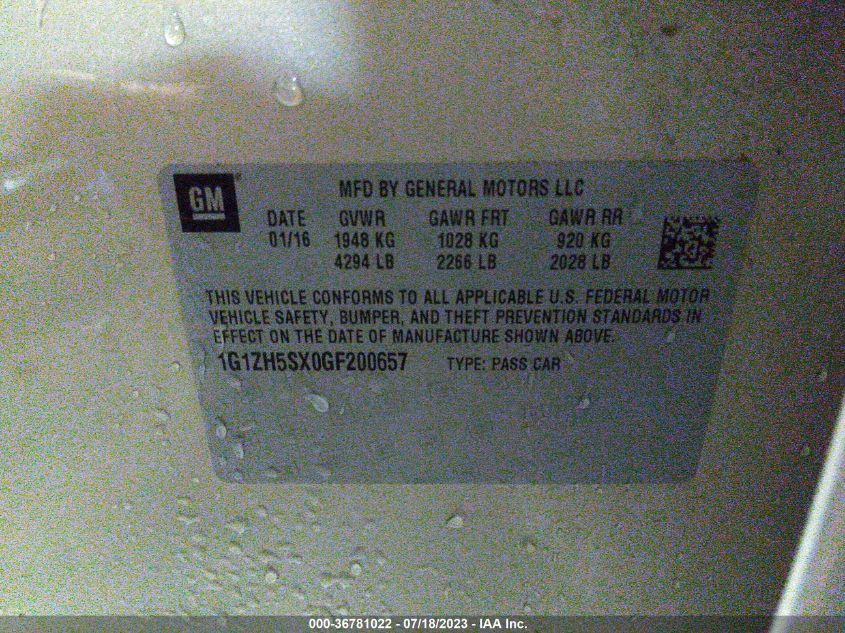 GM®
MFD BY GENERAL MOTORS LLC
DATE GVWR GAWR FRT GAWR RR
01/16 1948 KG 1028 KG 920 KG
4294 LB 2266 LB 2028 LB
THIS VEHICLE CONFORMS TO ALL APPLICABLE U.S. FEDERAL MOTOR
VEHICLE SAFETY, BUMPER, AND THEFT PREVENTION STANDARDS IN
EFFECT ON THE DATE OF MANUFACTURE SHOWN ABOVE.
1G1ZH5SX0GF200657 TYPE: PASS CAR
000-36781022 - 07/18/2023 - IAA Inc.